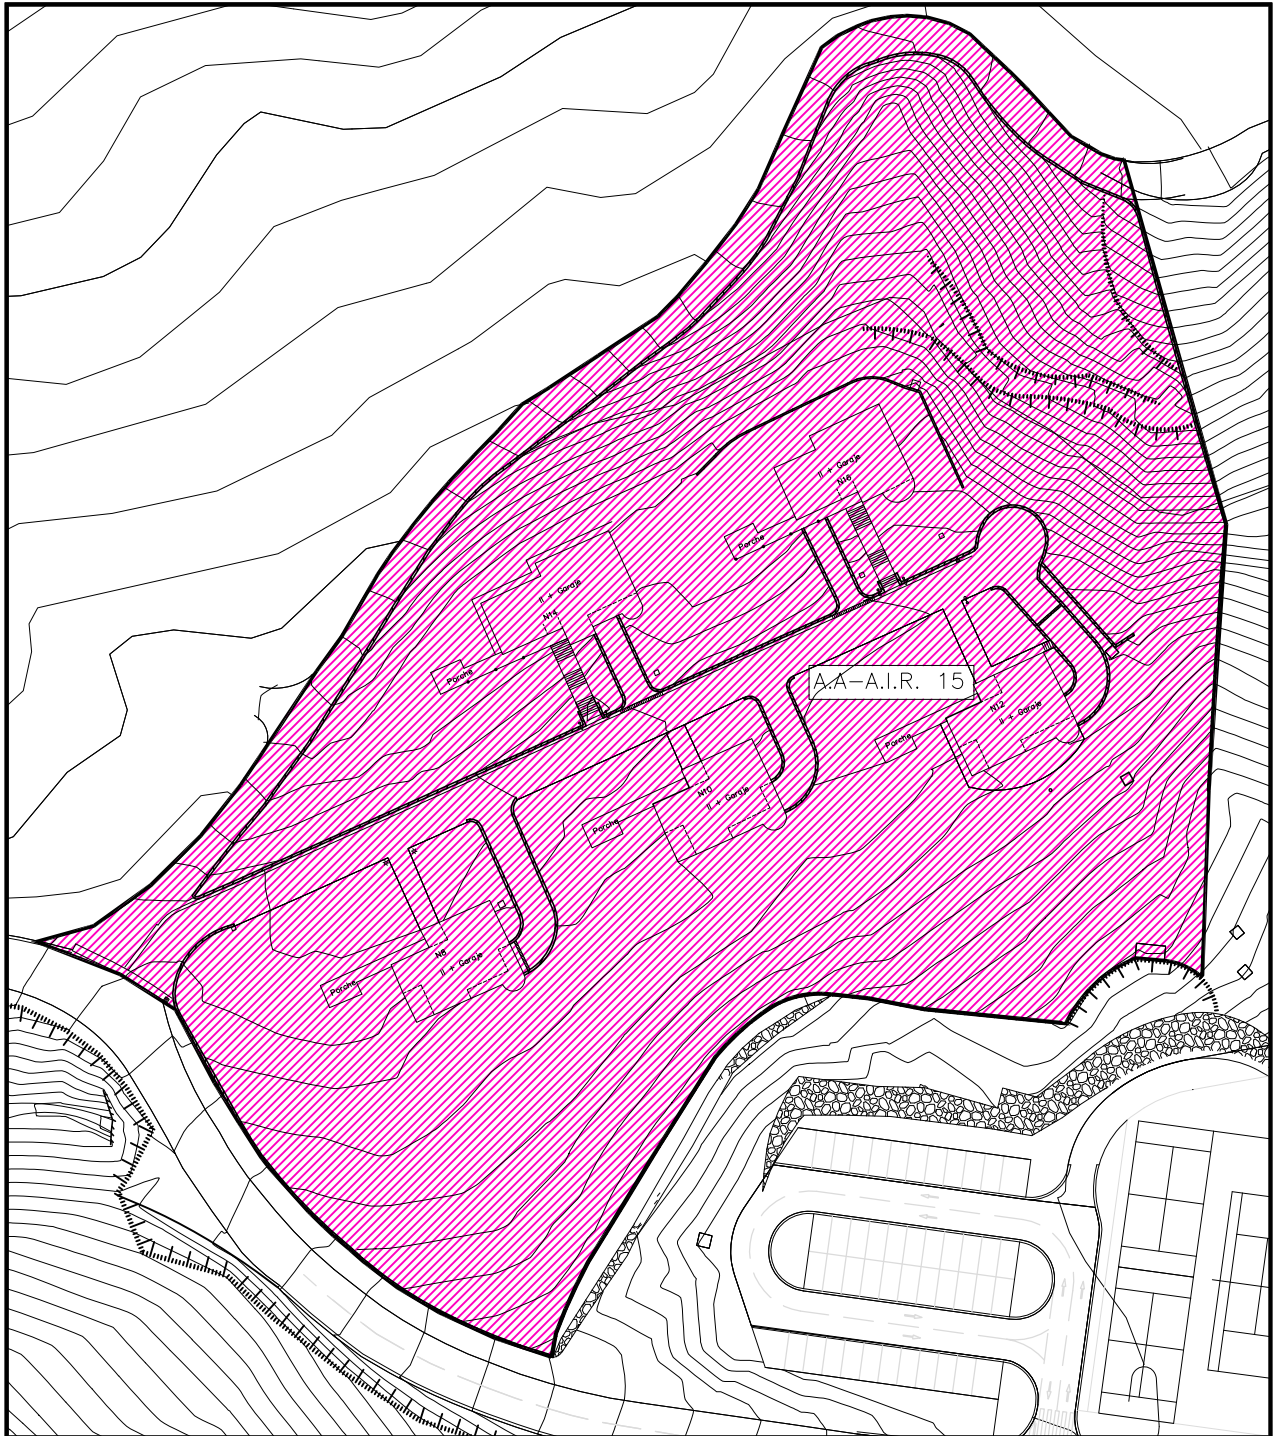 II + Garaje
N16
Porche
II + Garaje
N14
Porche
A.A-A.I.R. 15
N12
II + Garaje
Porche
N10
II + Garaje
Porche
N8
II + Garaje
Porche